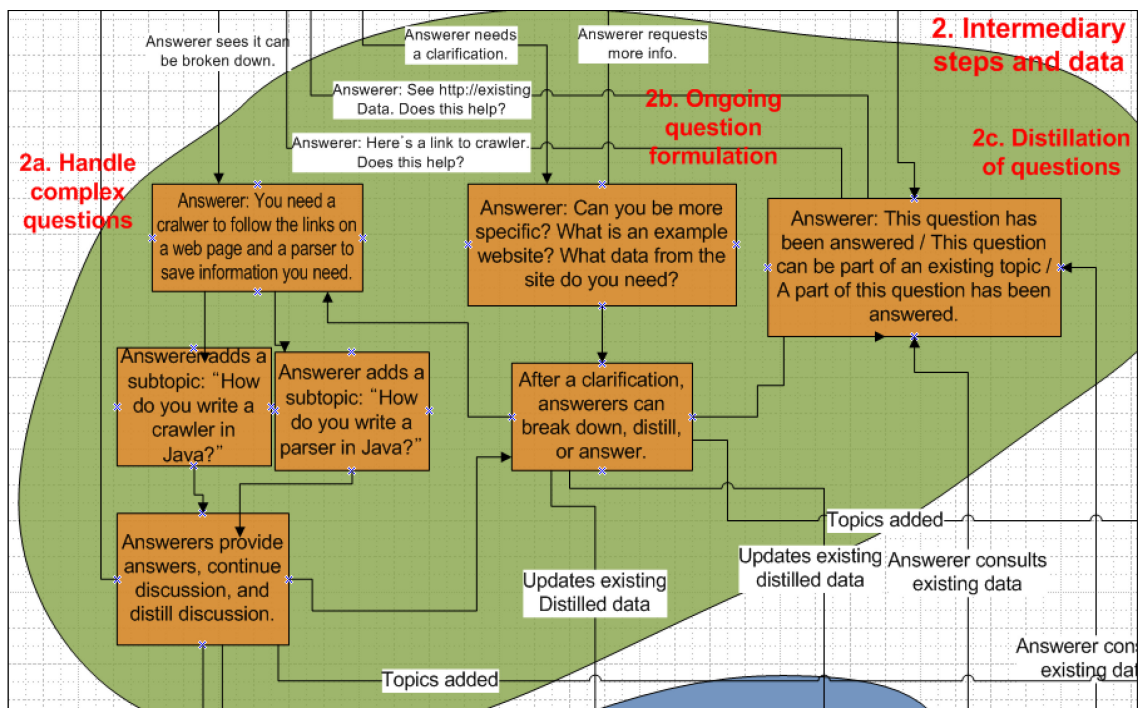 Answerer sees it can
be broken down.
Answerer needs
a clarification.
Answerer requests
more info.
2. Intermediary
steps and data
Answerer: See http://existing
Data. Does this help?
2b. Ongoing
question
formulation
Answerer: Here's a link to crawler.
Does this help?
2c. Distillation
of questions
2a. Handle
complex
questions
Answerer: You need a
cralwer to follow the links on
a web page and a parser to
save information you need.
Answerer: Can you be more
specific? What is an example
website? What data from the
site do you need?
Answerer: This question has
been answered / This question
can be part of an existing topic /
A part of this question has been
answered.
Answerer adds a
subtopic: “How
do you write a
crawler in
Java?”
Answerer adds a
subtopic: “How
do you write a
parser in Java?”
After a clarification,
answerers can
break down, distill,
or answer.
Answerers provide
answers, continue
discussion, and
distill discussion.
Topics added
Updates existing
distilled data
Answerer consults
existing data
Updates existing
Distilled data
Answerer cons
existing dat
Topics added